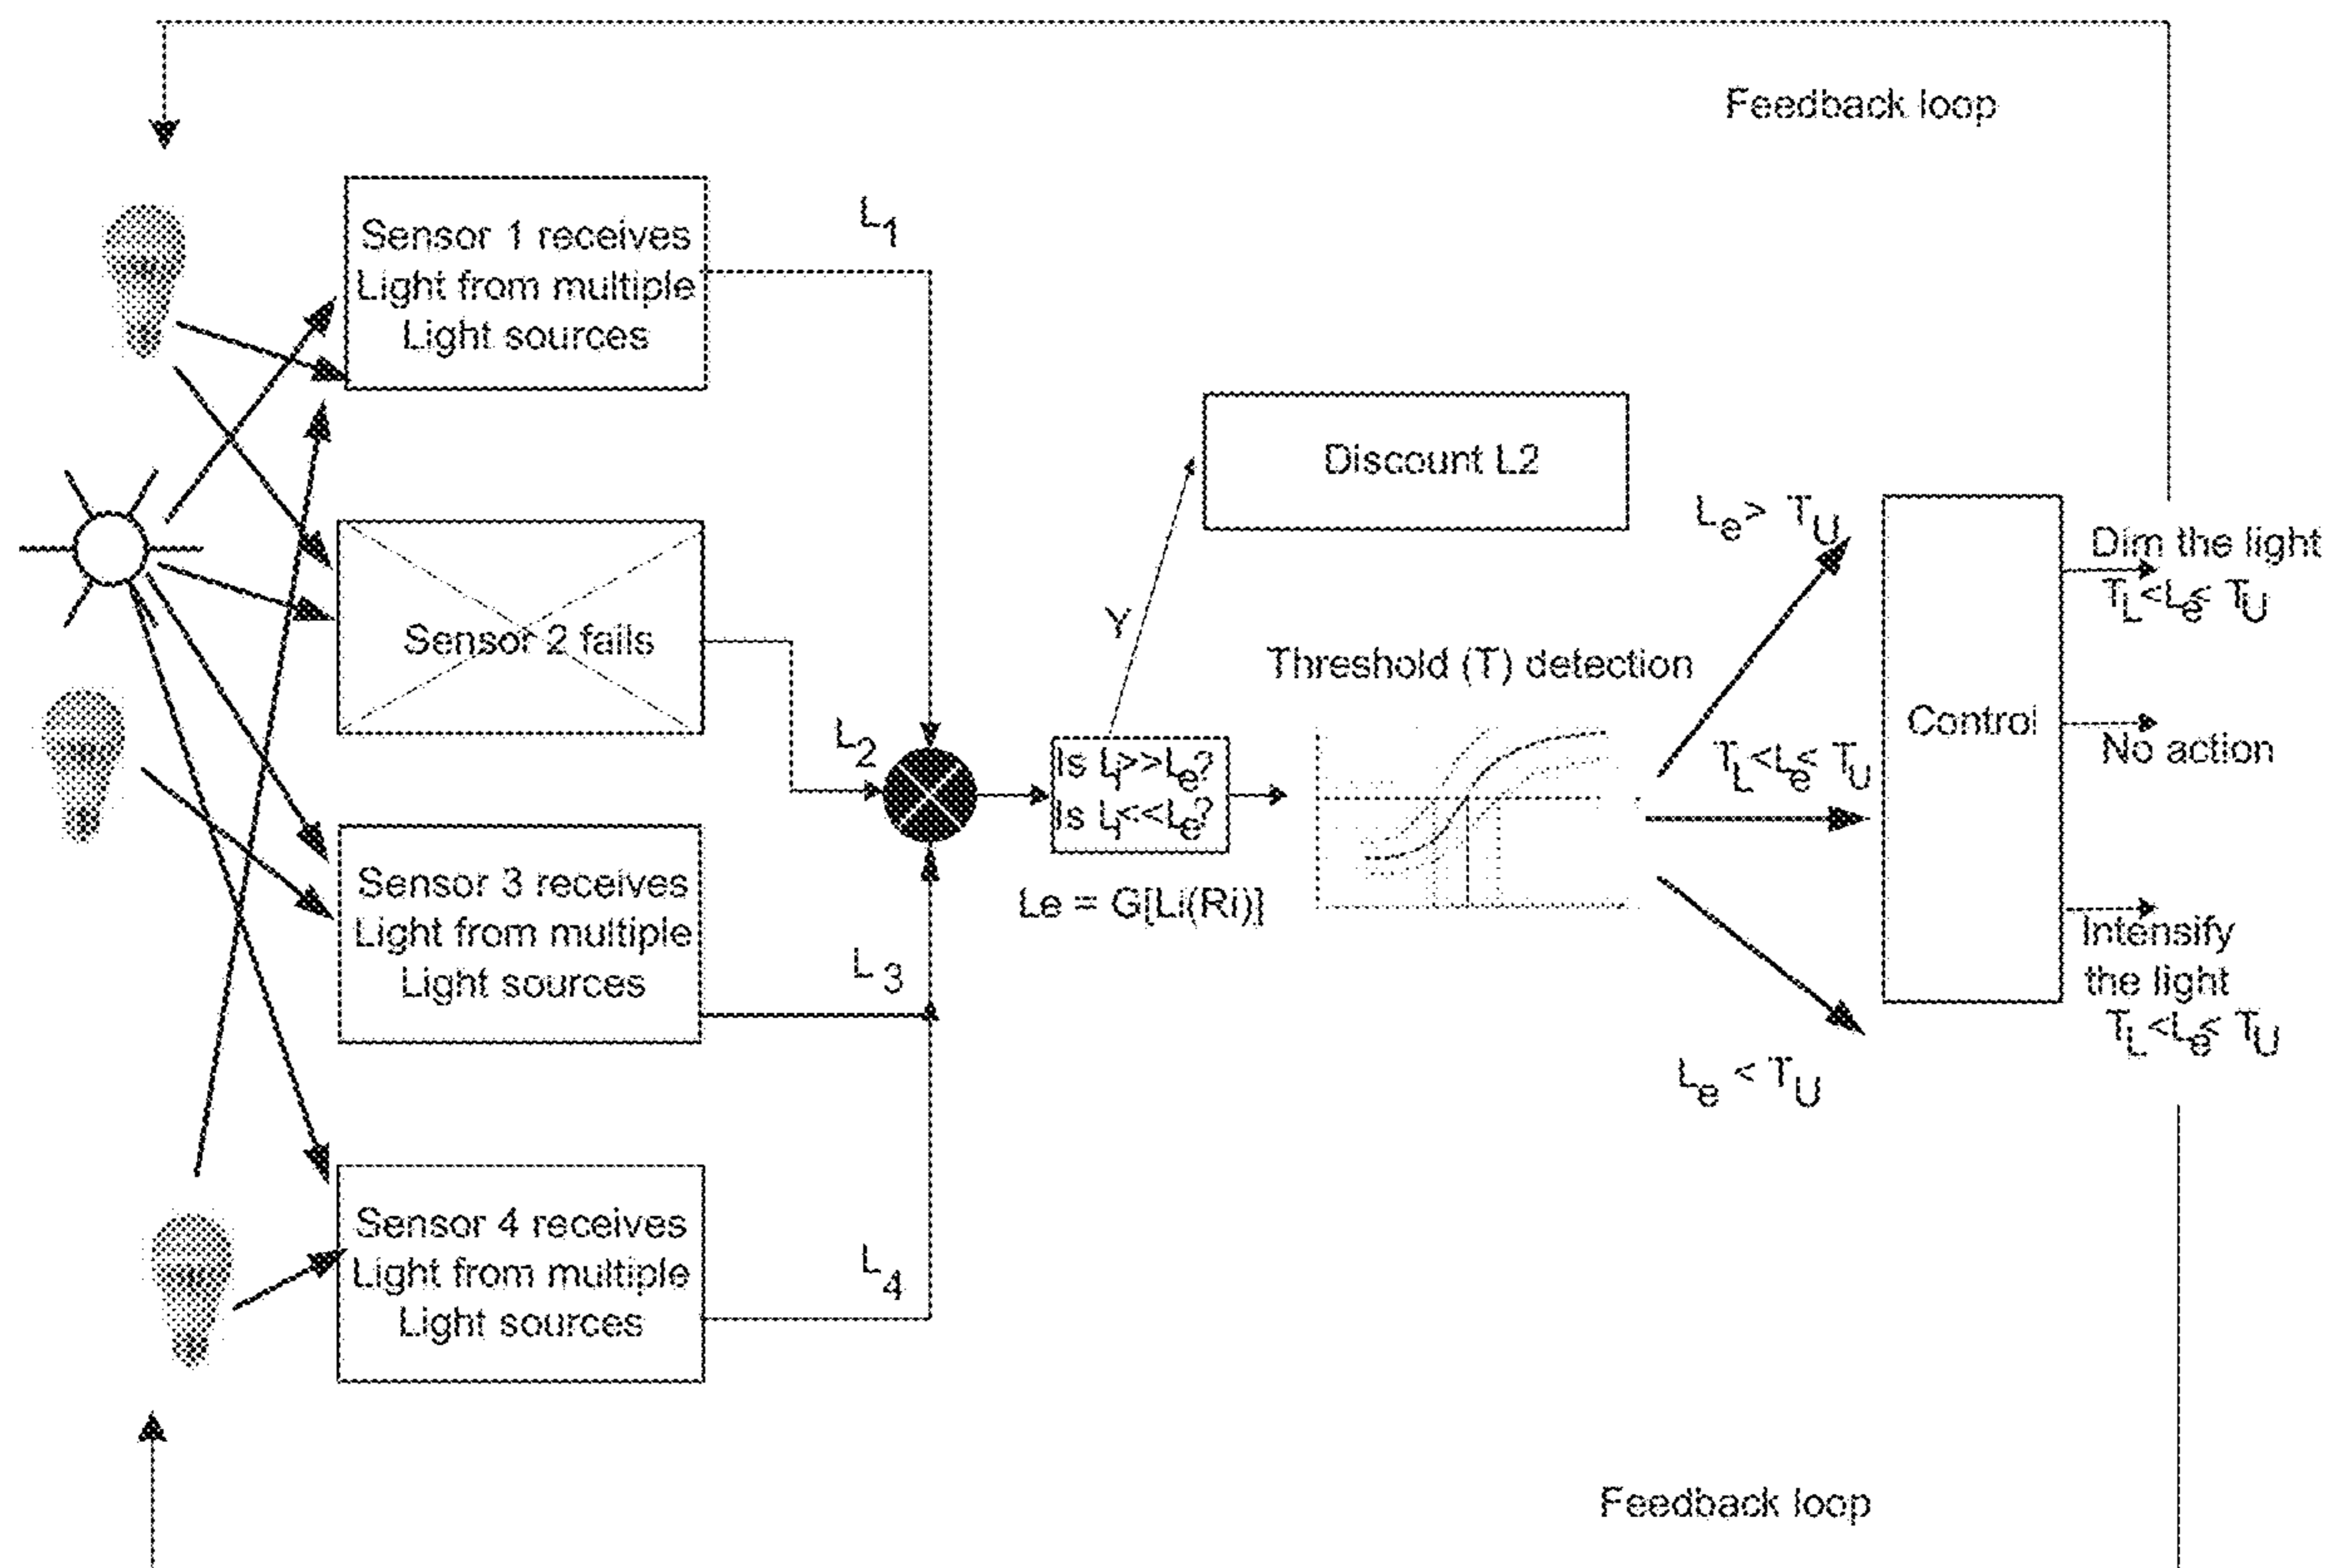 Feedback loop
Sensor 1 receives
Light from multiple
Light sources
L1
Discount L2
Sensor 2 fails
L2
Y
Is Li>>Le?
Is Li<<Le?
Le = G[Li(Ri)]
Threshold (T) detection
Le> TU
TL<Le< TU
Le < TU
Control
Dim the light
TL<Le< TU
No action
Intensify
the light
TL<Le< TU
Sensor 3 receives
Light from multiple
Light sources
L3
Sensor 4 receives
Light from multiple
Light sources
L4
Feedback loop